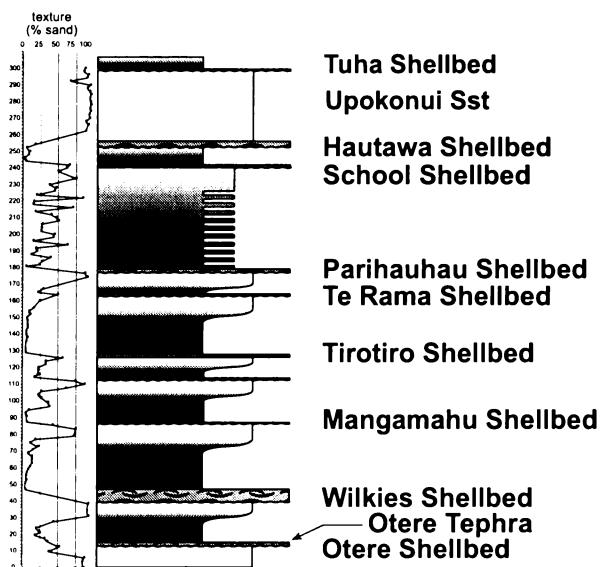 texture
(% sand)
0 25 50 75 100
300
290
280
270
260
250
240
230
220
210
200
190
180
170
160
150
140
130
120
110
100
90
80
70
60
50
40
30
20
10
0
Tuha Shellbed
Upokonui Sst
Hautawa Shellbed
School Shellbed
Parihauhau Shellbed
Te Rama Shellbed
Tirotiro Shellbed
Mangamahu Shellbed
Wilkies Shellbed
Otere Tephra
Otere Shellbed